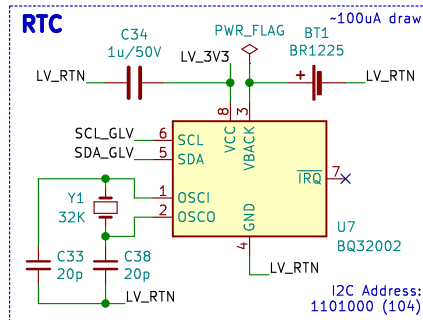 RTC
~100uA draw
PWR_FLAG
C34
1u/50V
LV_3V3
BT1
BR1225
LV_RTN
+
LV_RTN
8
3
VCC
VBACK
SCL_GLV
6
SCL
SDA_GLV
5
SDA
IRQ
7
Y1
32K
1
OSCI
2
OSCO
GND
4
U7
BQ32002
C33
20p
C38
20p
LV_RTN
LV_RTN
I2C Address:
1101000 (104)